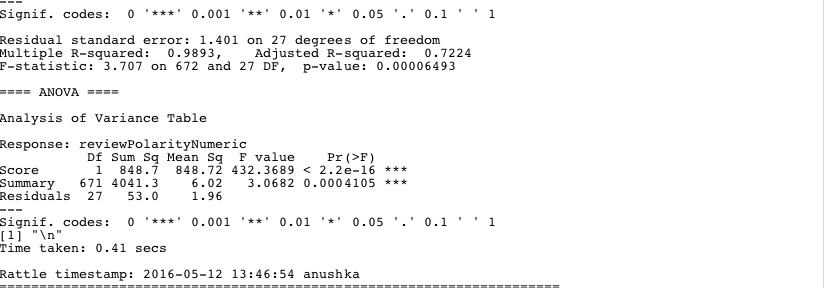 ---
Signif. codes:  0 '***' 0.001 '**' 0.01 '*' 0.05 '.' 0.1 ' ' 1
Residual standard error: 1.401 on 27 degrees of freedom
Multiple R-squared:  0.9893,    Adjusted R-squared:  0.7224
F-statistic: 3.707 on 672 and 27 DF,  p-value: 0.00006493
==== ANOVA ====
Analysis of Variance Table
Response: reviewPolarityNumeric
           Df Sum Sq Mean Sq  F value    Pr(>F)
Score       1  848.7  848.72 432.3689 < 2.2e-16 ***
Summary   671 4041.3    6.02   3.0682 0.0004105 ***
Residuals  27   53.0    1.96
---
Signif. codes:  0 '***' 0.001 '**' 0.01 '*' 0.05 '.' 0.1 ' ' 1
[1] "\n"
Time taken: 0.41 secs
Rattle timestamp: 2016-05-12 13:46:54 anushka
======================================================================